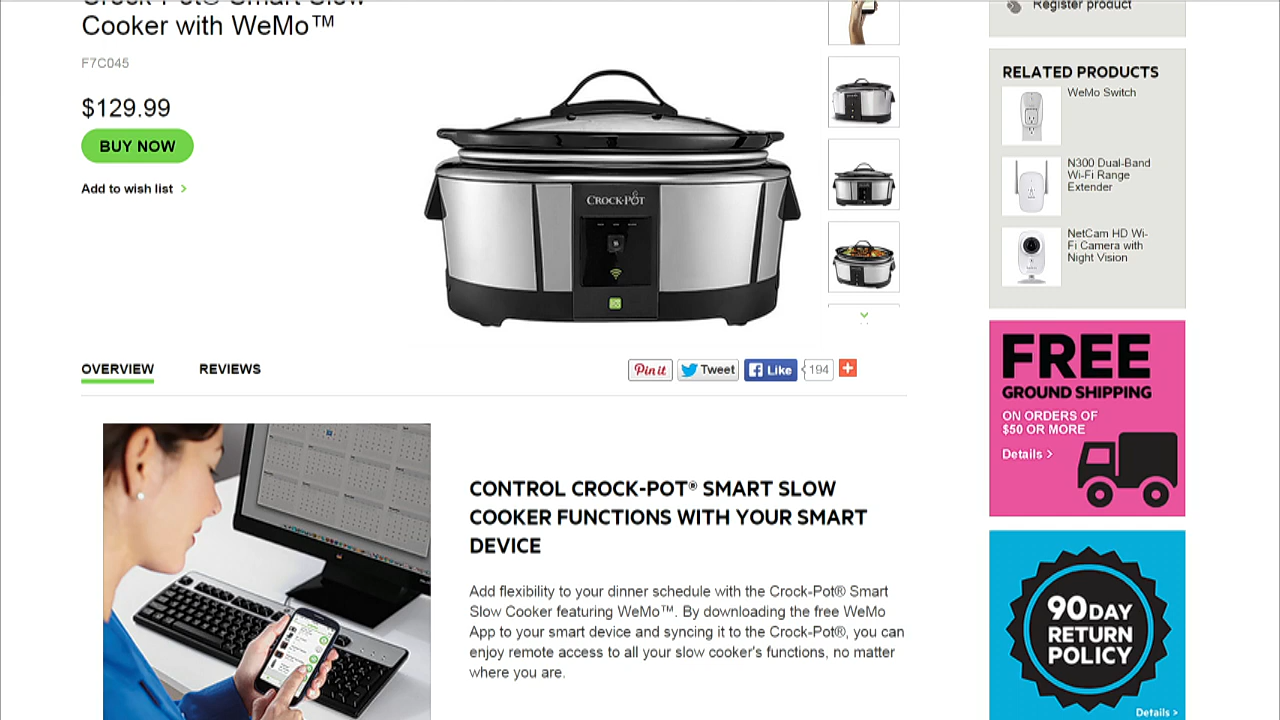 Crock-Pot® Smart Slow
Cooker with WeMo™
F7C045
$129.99
BUY NOW
Add to wish list >
CROCK-POT
OVERVIEW
REVIEWS
Pin it
Tweet
Like
194
+
CONTROL CROCK-POT® SMART SLOW
COOKER FUNCTIONS WITH YOUR SMART
DEVICE
Add flexibility to your dinner schedule with the Crock-Pot® Smart
Slow Cooker featuring WeMo™. By downloading the free WeMo
App to your smart device and syncing it to the Crock-Pot®, you can
enjoy remote access to all your slow cooker's functions, no matter
where you are.
Register product
RELATED PRODUCTS
WeMo Switch
N300 Dual-Band
Wi-Fi Range
Extender
NetCam HD Wi-
Fi Camera with
Night Vision
FREE
GROUND SHIPPING
ON ORDERS OF
$50 OR MORE
Details >
90 DAY
RETURN
POLICY
Details >